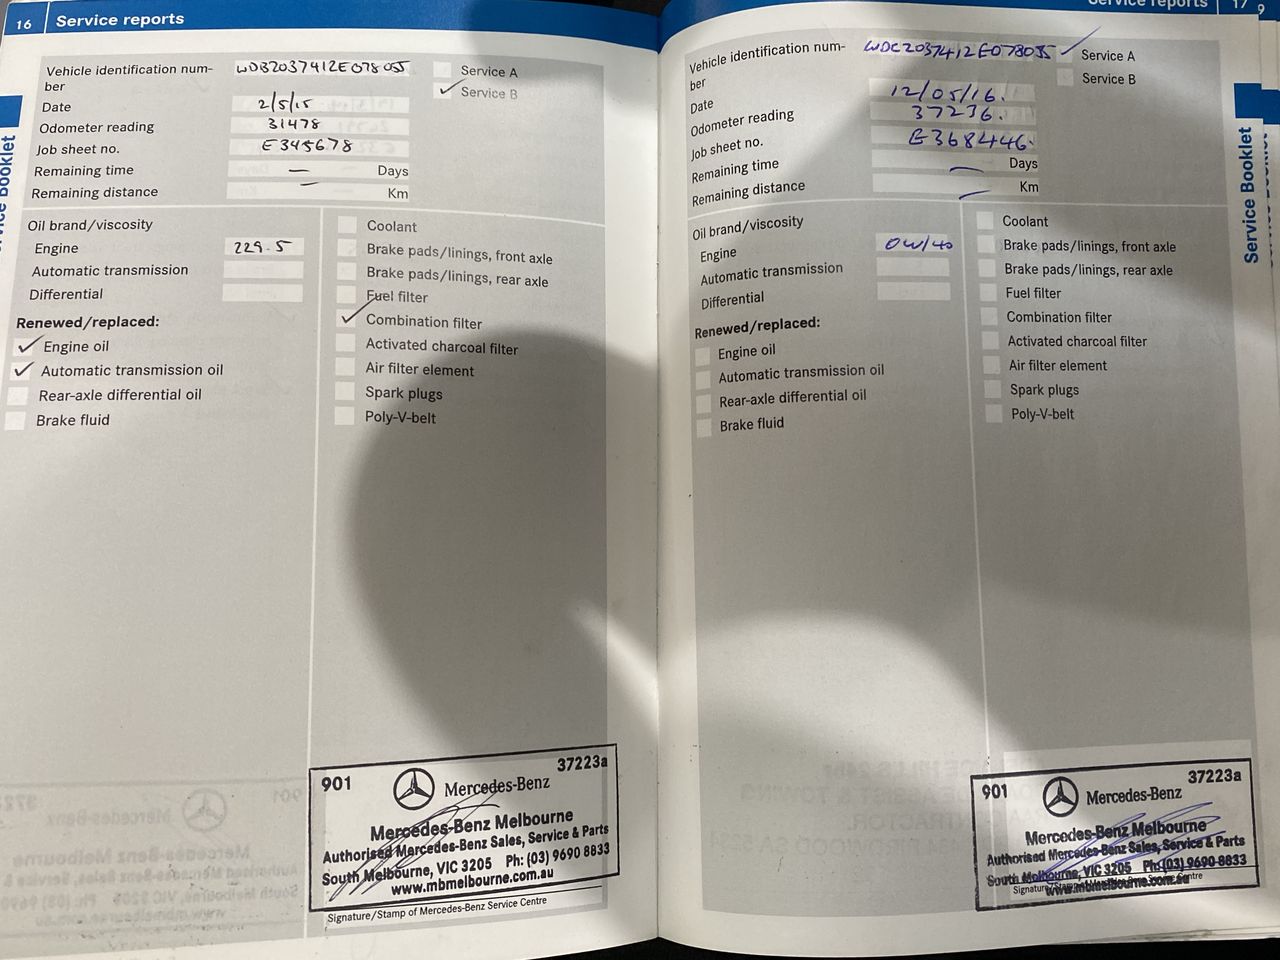 16 Service reports
Vehicle identification num-
ber
WDB2037412E078055
Service A
Service B
Date 2/5/15
Odometer reading 31478
Job sheet no. E345678
Remaining time — Days
Remaining distance — Km
Oil brand/viscosity
Engine 229.5
Automatic transmission
Differential
Renewed/replaced:
Engine oil
Automatic transmission oil
Rear-axle differential oil
Brake fluid
Coolant
Brake pads/linings, front axle
Brake pads/linings, rear axle
Fuel filter
Combination filter
Activated charcoal filter
Air filter element
Spark plugs
Poly-V-belt
901 37223a
Mercedes-Benz
Mercedes-Benz Melbourne
Authorised Mercedes-Benz Sales, Service & Parts
South Melbourne, VIC 3205 Ph: (03) 9690 8833
www.mbmelbourne.com.au
Signature/Stamp of Mercedes-Benz Service Centre
Service reports 17
9
Vehicle identification num-
ber
WDC2037412E078055
Service A
Service B
Date 12/05/16.
Odometer reading 37236.
Job sheet no. E368446.
Remaining time — Days
Remaining distance — Km
Oil brand/viscosity
Engine 0W/40
Automatic transmission
Differential
Renewed/replaced:
Engine oil
Automatic transmission oil
Rear-axle differential oil
Brake fluid
Coolant
Brake pads/linings, front axle
Brake pads/linings, rear axle
Fuel filter
Combination filter
Activated charcoal filter
Air filter element
Spark plugs
Poly-V-belt
901 37223a
Mercedes-Benz
Mercedes-Benz Melbourne
Authorised Mercedes-Benz Sales, Service & Parts
South Melbourne, VIC 3205 Ph: (03) 9690 8833
www.mbmelbourne.com.au
Service Booklet